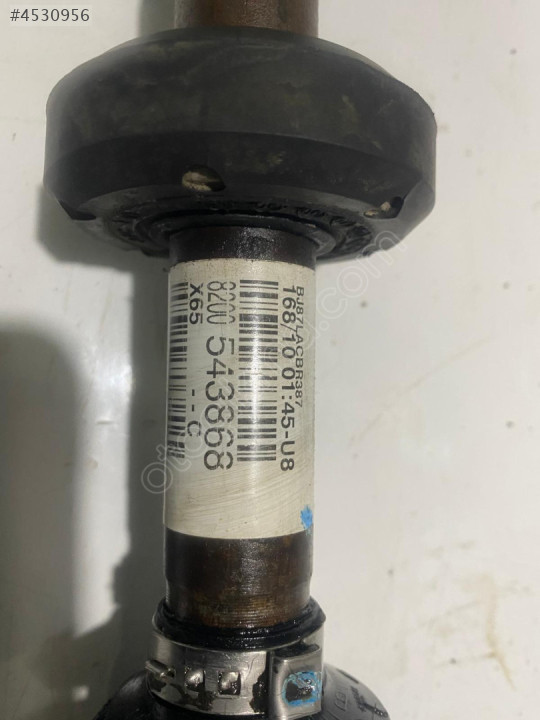 #4530956
BJ87LACBR387
168/10 01:45-U8
8200 543868
X65 --C